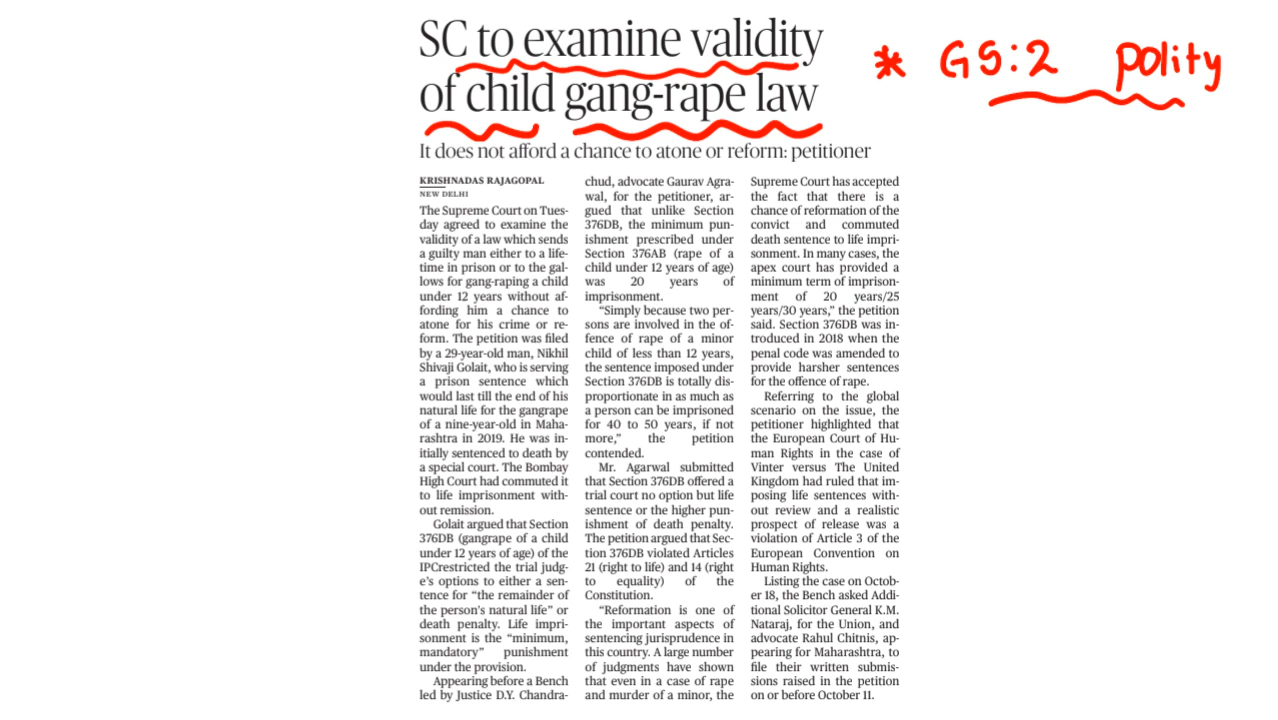 SC to examine validity
of child gang-rape law
* GS:2 polity
It does not afford a chance to atone or reform: petitioner
KRISHNADAS RAJAGOPAL
NEW DELHI
The Supreme Court on Tues-
day agreed to examine the
validity of a law which sends
a guilty man either to a life-
time in prison or to the gal-
lows for gang-raping a child
under 12 years without af-
fording him a chance to
atone for his crime or re-
form. The petition was filed
by a 29-year-old man, Nikhil
Shivaji Golait, who is serving
a prison sentence which
would last till the end of his
natural life for the gangrape
of a nine-year-old in Maha-
rashtra in 2019. He was in-
itially sentenced to death by
a special court. The Bombay
High Court had commuted it
to life imprisonment with-
out remission.
Golait argued that Section
376DB (gangrape of a child
under 12 years of age) of the
IPCrestricted the trial judg-
e's options to either a sen-
tence for “the remainder of
the person's natural life” or
death penalty. Life impri-
sonment is the “minimum,
mandatory” punishment
under the provision.
Appearing before a Bench
led by Justice D.Y. Chandra-
chud, advocate Gaurav Agra-
wal, for the petitioner, ar-
gued that unlike Section
376DB, the minimum pun-
ishment prescribed under
Section 376AB (rape of a
child under 12 years of age)
was 20 years of
imprisonment.
“Simply because two per-
sons are involved in the of-
fence of rape of a minor
child of less than 12 years,
the sentence imposed under
Section 376DB is totally dis-
proportionate in as much as
a person can be imprisoned
for 40 to 50 years, if not
more,” the petition
contended.
Mr. Agarwal submitted
that Section 376DB offered a
trial court no option but life
sentence or the higher pun-
ishment of death penalty.
The petition argued that Sec-
tion 376DB violated Articles
21 (right to life) and 14 (right
to equality) of the
Constitution.
“Reformation is one of
the important aspects of
sentencing jurisprudence in
this country. A large number
of judgments have shown
that even in a case of rape
and murder of a minor, the
Supreme Court has accepted
the fact that there is a
chance of reformation of the
convict and commuted
death sentence to life impri-
sonment. In many cases, the
apex court has provided a
minimum term of imprison-
ment of 20 years/25
years/30 years,” the petition
said. Section 376DB was in-
troduced in 2018 when the
penal code was amended to
provide harsher sentences
for the offence of rape.
Referring to the global
scenario on the issue, the
petitioner highlighted that
the European Court of Hu-
man Rights in the case of
Vinter versus The United
Kingdom had ruled that im-
posing life sentences with-
out review and a realistic
prospect of release was a
violation of Article 3 of the
European Convention on
Human Rights.
Listing the case on Octob-
er 18, the Bench asked Addi-
tional Solicitor General K.M.
Nataraj, for the Union, and
advocate Rahul Chitnis, ap-
pearing for Maharashtra, to
file their written submis-
sions raised in the petition
on or before October 11.